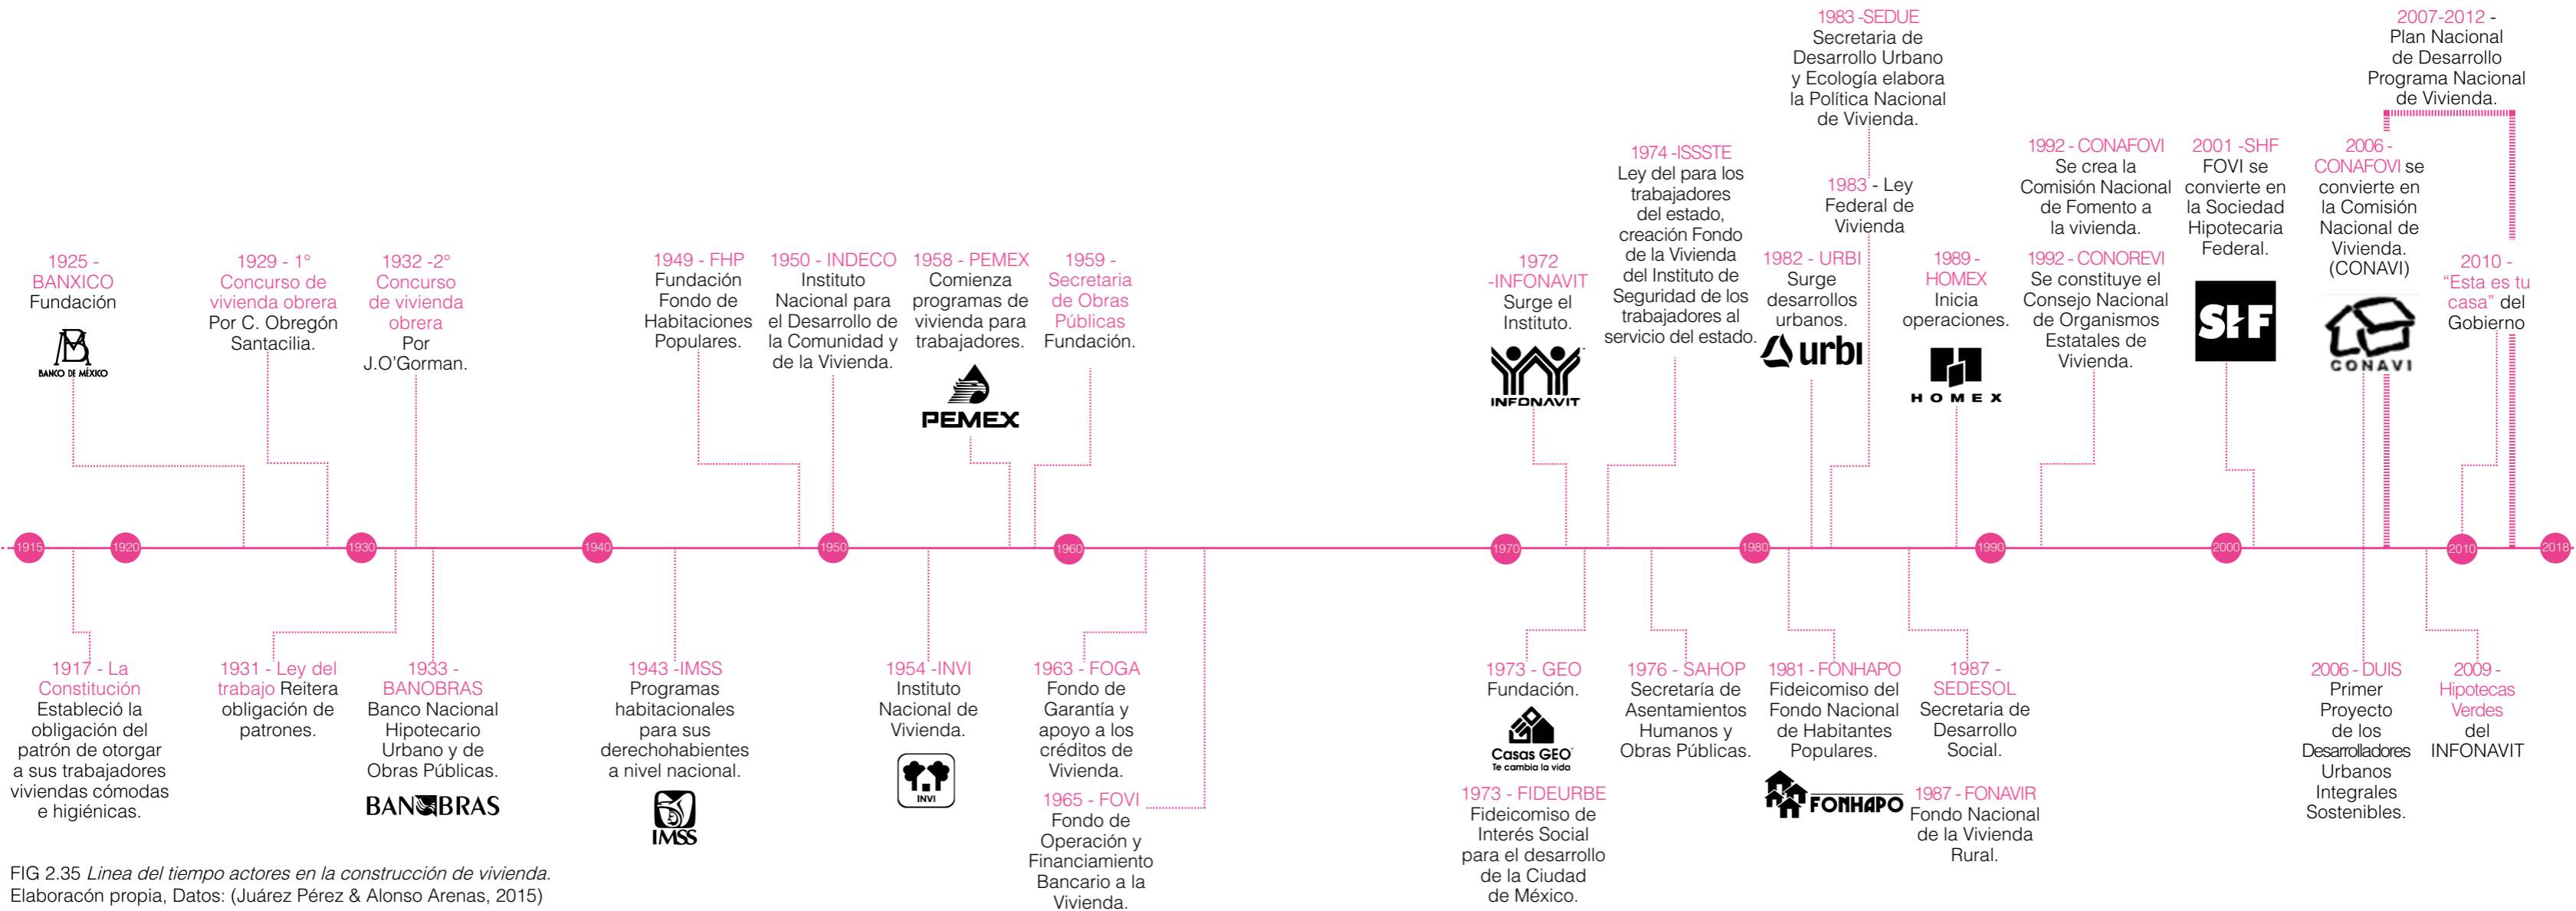 1983 -SEDUE
Secretaria de
Desarrollo Urbano
y Ecología elabora
la Política Nacional
de Vivienda.
2007-2012 -
Plan Nacional
de Desarrollo
Programa Nacional
de Vivienda.
1925 -
BANXICO
Fundación
BANCO DE MÉXICO
1929 - 1°
Concurso de
vivienda obrera
Por C. Obregón
Santacilia.
1932 -2°
Concurso
de vivienda
obrera
Por
J.O'Gorman.
1949 - FHP
Fundación
Fondo de
Habitaciones
Populares.
1950 - INDECO
Instituto
Nacional para
el Desarrollo de
la Comunidad y
de la Vivienda.
1958 - PEMEX
Comienza
programas de
vivienda para
trabajadores.
PEMEX
1959 -
Secretaria
de Obras
Públicas
Fundación.
1972
-INFONAVIT
Surge el
Instituto.
INFONAVIT
1974 -ISSSTE
Ley del para los
trabajadores
del estado,
creación Fondo
de la Vivienda
del Instituto de
Seguridad de los
trabajadores al
servicio del estado.
1982 - URBI
Surge
desarrollos
urbanos.
urbi
1983 - Ley
Federal de
Vivienda
1989 -
HOMEX
Inicia
operaciones.
HOMEX
1992 - CONAFOVI
Se crea la
Comisión Nacional
de Fomento a
la vivienda.
1992 - CONOREVI
Se constituye el
Consejo Nacional
de Organismos
Estatales de
Vivienda.
2001 -SHF
FOVI se
convierte en
la Sociedad
Hipotecaria
Federal.
SHF
2006 -
CONAFOVI se
convierte en
la Comisión
Nacional de
Vivienda.
(CONAVI)
CONAVI
2010 -
“Esta es tu
casa” del
Gobierno
1915
1920
1930
1940
1950
1960
1970
1980
1990
2000
2010
2018
1917 - La
Constitución
Estableció la
obligación del
patrón de otorgar
a sus trabajadores
viviendas cómodas
e higiénicas.
1931 - Ley del
trabajo Reitera
obligación de
patrones.
1933 -
BANOBRAS
Banco Nacional
Hipotecario
Urbano y de
Obras Públicas.
BANOBRAS
1943 -IMSS
Programas
habitacionales
para sus
derechohabientes
a nivel nacional.
IMSS
1954 -INVI
Instituto
Nacional de
Vivienda.
INVI
1963 - FOGA
Fondo de
Garantía y
apoyo a los
créditos de
Vivienda.
1965 - FOVI
Fondo de
Operación y
Financiamiento
Bancario a la
Vivienda.
1973 - GEO
Fundación.
Casas GEO
Te cambia la vida
1973 - FIDEURBE
Fideicomiso de
Interés Social
para el desarrollo
de la Ciudad
de México.
1976 - SAHOP
Secretaría de
Asentamientos
Humanos y
Obras Públicas.
1981 - FONHAPO
Fideicomiso del
Fondo Nacional
de Habitantes
Populares.
FONHAPO
1987 -
SEDESOL
Secretaria de
Desarrollo
Social.
1987 - FONAVIR
Fondo Nacional
de la Vivienda
Rural.
2006 - DUIS
Primer
Proyecto
de los
Desarrolladores
Urbanos
Integrales
Sostenibles.
2009 -
Hipotecas
Verdes
del
INFONAVIT
FIG 2.35 Linea del tiempo actores en la construcción de vivienda.
Elaboracón propia, Datos: (Juárez Pérez & Alonso Arenas, 2015)